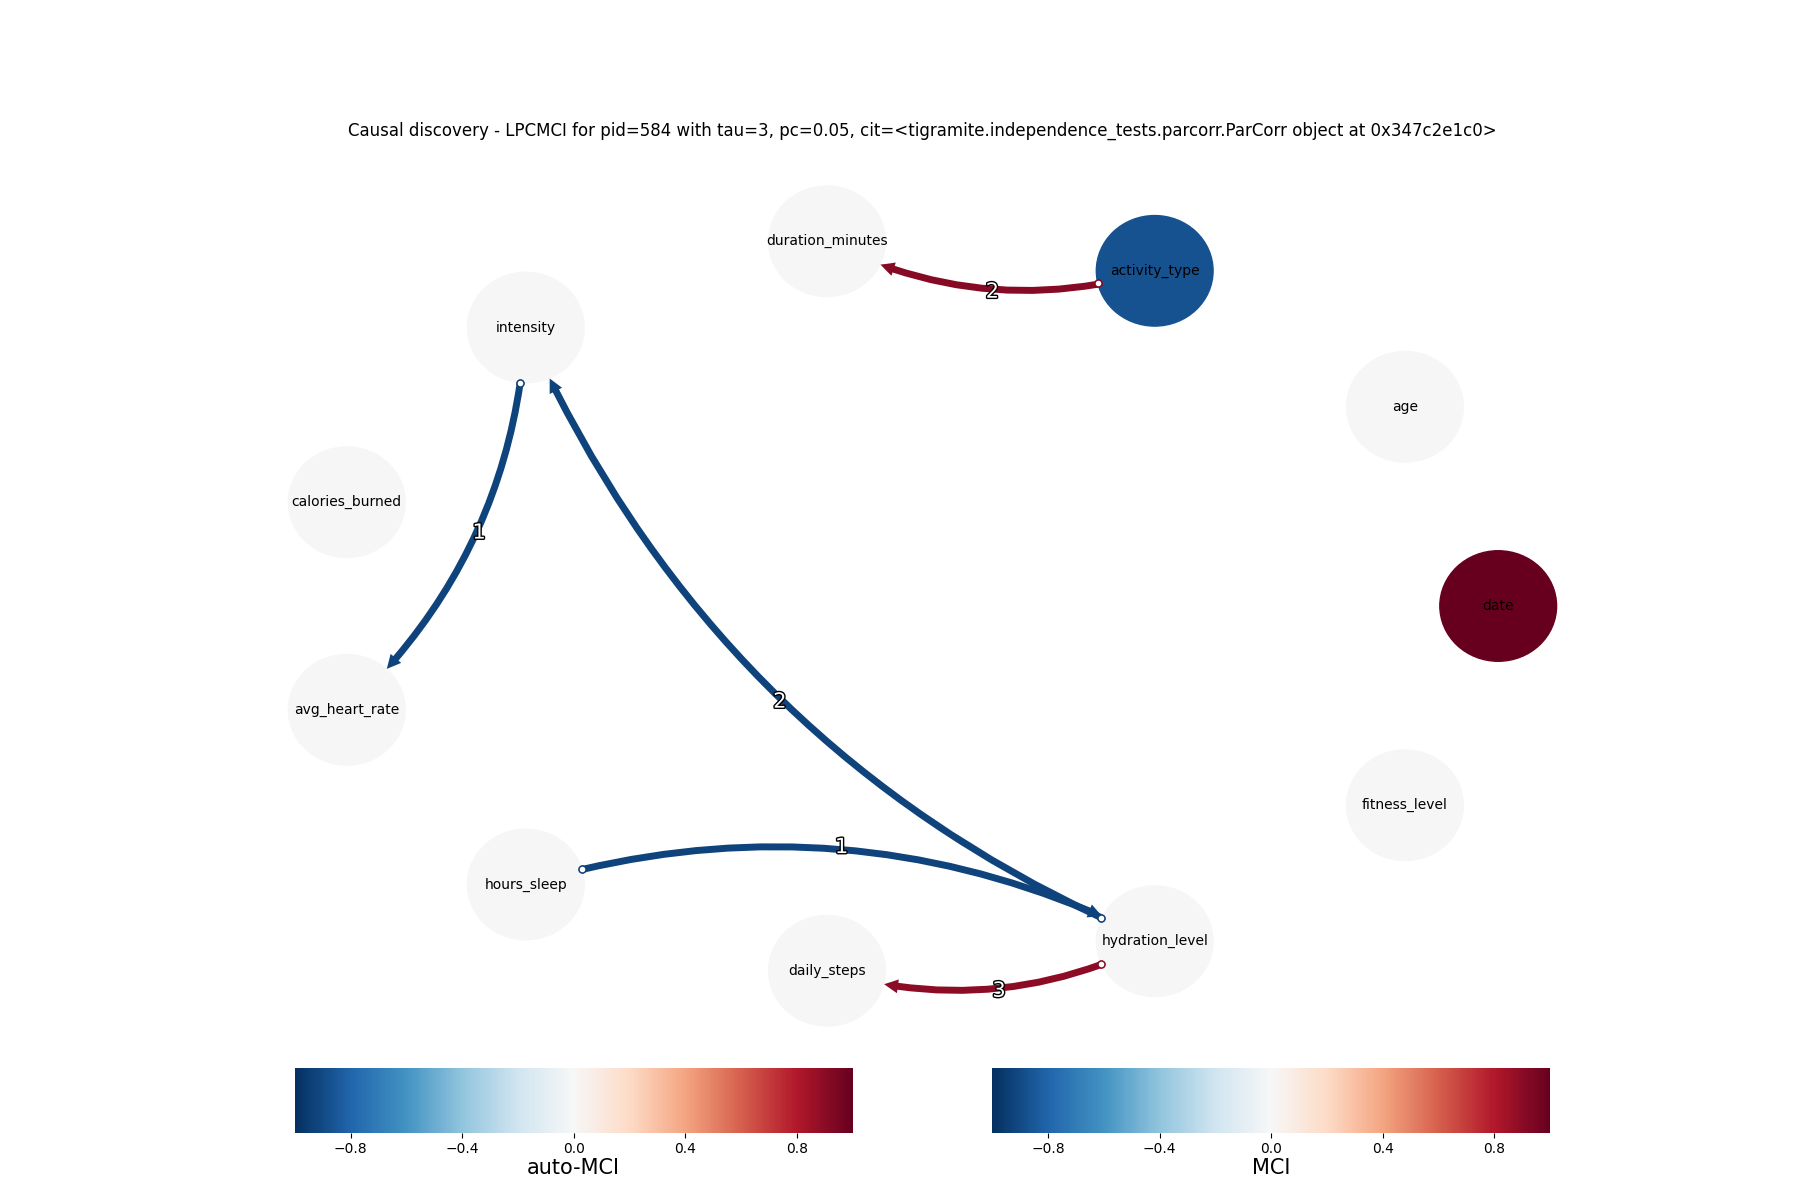 Causal discovery - LPCMCI for pid=584 with tau=3, pc=0.05, cit=<tigramite.independence_tests.parcorr.ParCorr object at 0x347c2e1c0>
duration_minutes
activity_type
2
intensity
age
calories_burned
1
date
2
avg_heart_rate
fitness_level
1
hours_sleep
hydration_level
daily_steps
3
−0.8 −0.4 0.0 0.4 0.8
auto-MCI
−0.8 −0.4 0.0 0.4 0.8
MCI